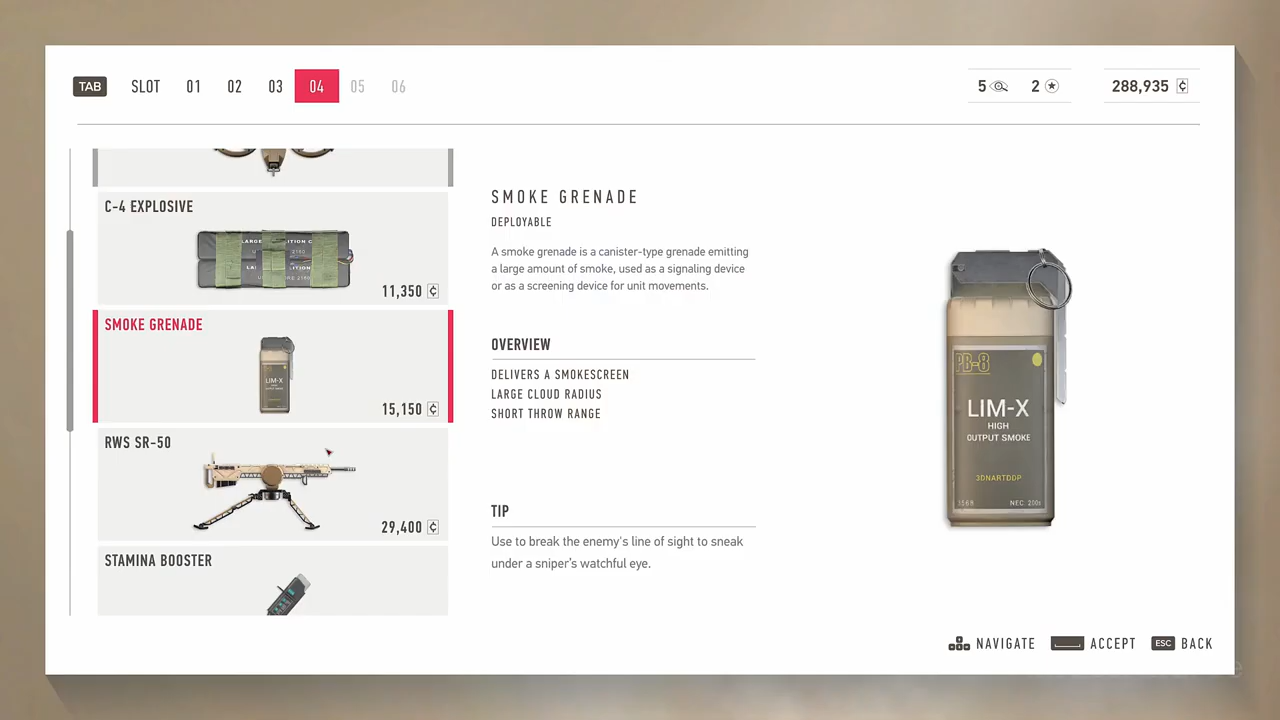 TAB SLOT 01 02 03 04 05 06
5 2 288,935
C-4 EXPLOSIVE
11,350
SMOKE GRENADE
LIM-X
15,150
RWS SR-50
29,400
STAMINA BOOSTER
SMOKE GRENADE
DEPLOYABLE
A smoke grenade is a canister-type grenade emitting
a large amount of smoke, used as a signaling device
or as a screening device for unit movements.
OVERVIEW
DELIVERS A SMOKESCREEN
LARGE CLOUD RADIUS
SHORT THROW RANGE
TIP
Use to break the enemy's line of sight to sneak
under a sniper's watchful eye.
PB-8
LIM-X
HIGH
OUTPUT SMOKE
3DNARTDDP
NEC
NAVIGATE ACCEPT ESC BACK